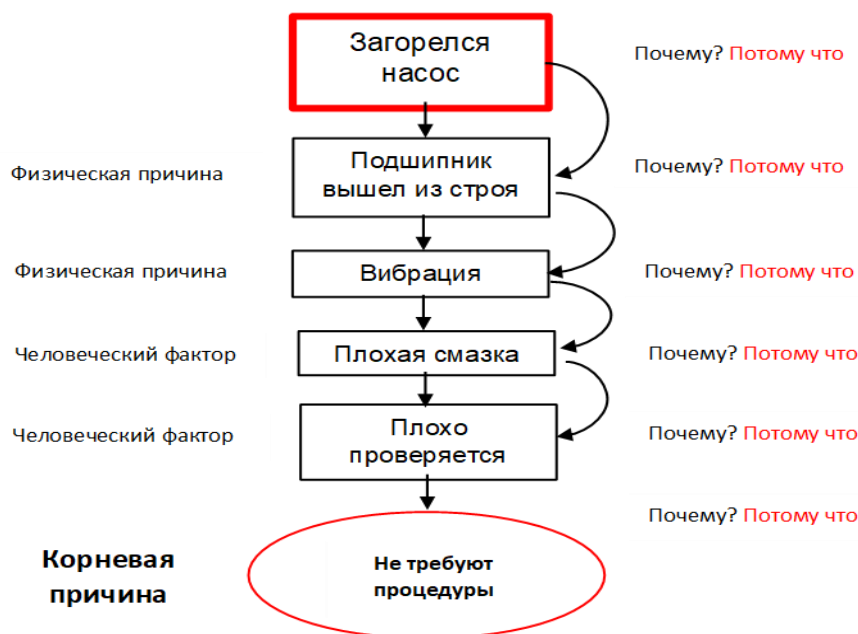 Загорелся
насос
Почему? Потому что
Физическая причина
Подшипник
вышел из строя
Почему? Потому что
Физическая причина
Вибрация
Почему? Потому что
Человеческий фактор
Плохая смазка
Почему? Потому что
Человеческий фактор
Плохо
проверяется
Почему? Потому что
Почему? Потому что
Корневая
причина
Не требуют
процедуры